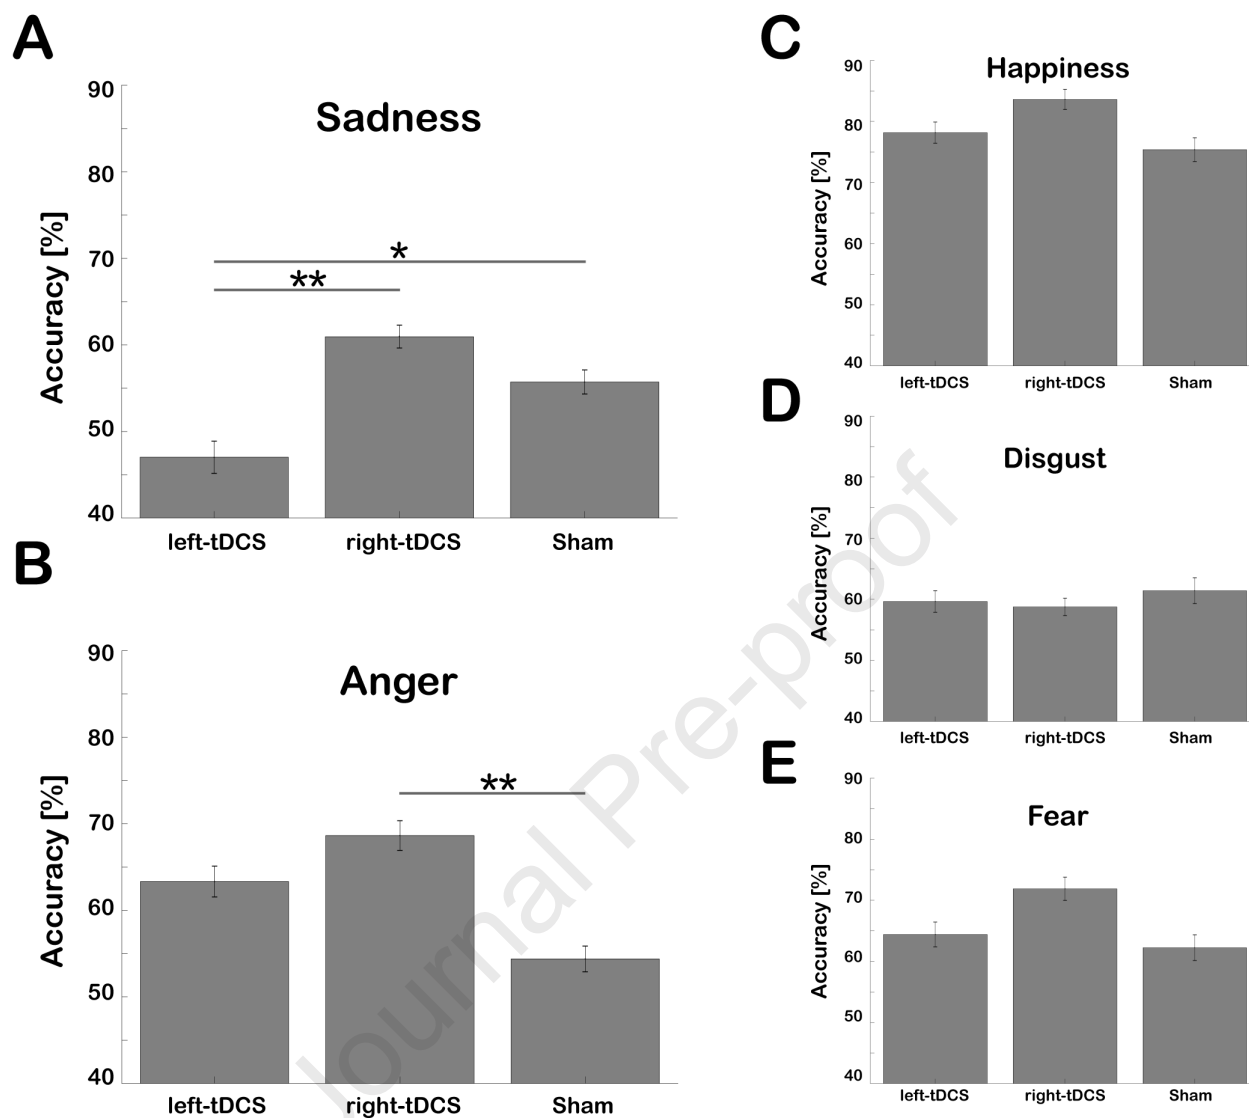 A
Sadness
Accuracy [%]
90
80
70
60
50
40
*
**
left-tDCS right-tDCS Sham
B
Anger
Accuracy [%]
90
80
70
60
50
40
**
left-tDCS right-tDCS Sham
C
Happiness
Accuracy [%]
90
80
70
60
50
40
left-tDCS right-tDCS Sham
D
Disgust
Accuracy [%]
90
80
70
60
50
40
left-tDCS right-tDCS Sham
E
Fear
Accuracy [%]
90
80
70
60
50
40
left-tDCS right-tDCS Sham
Journal Pre-proof